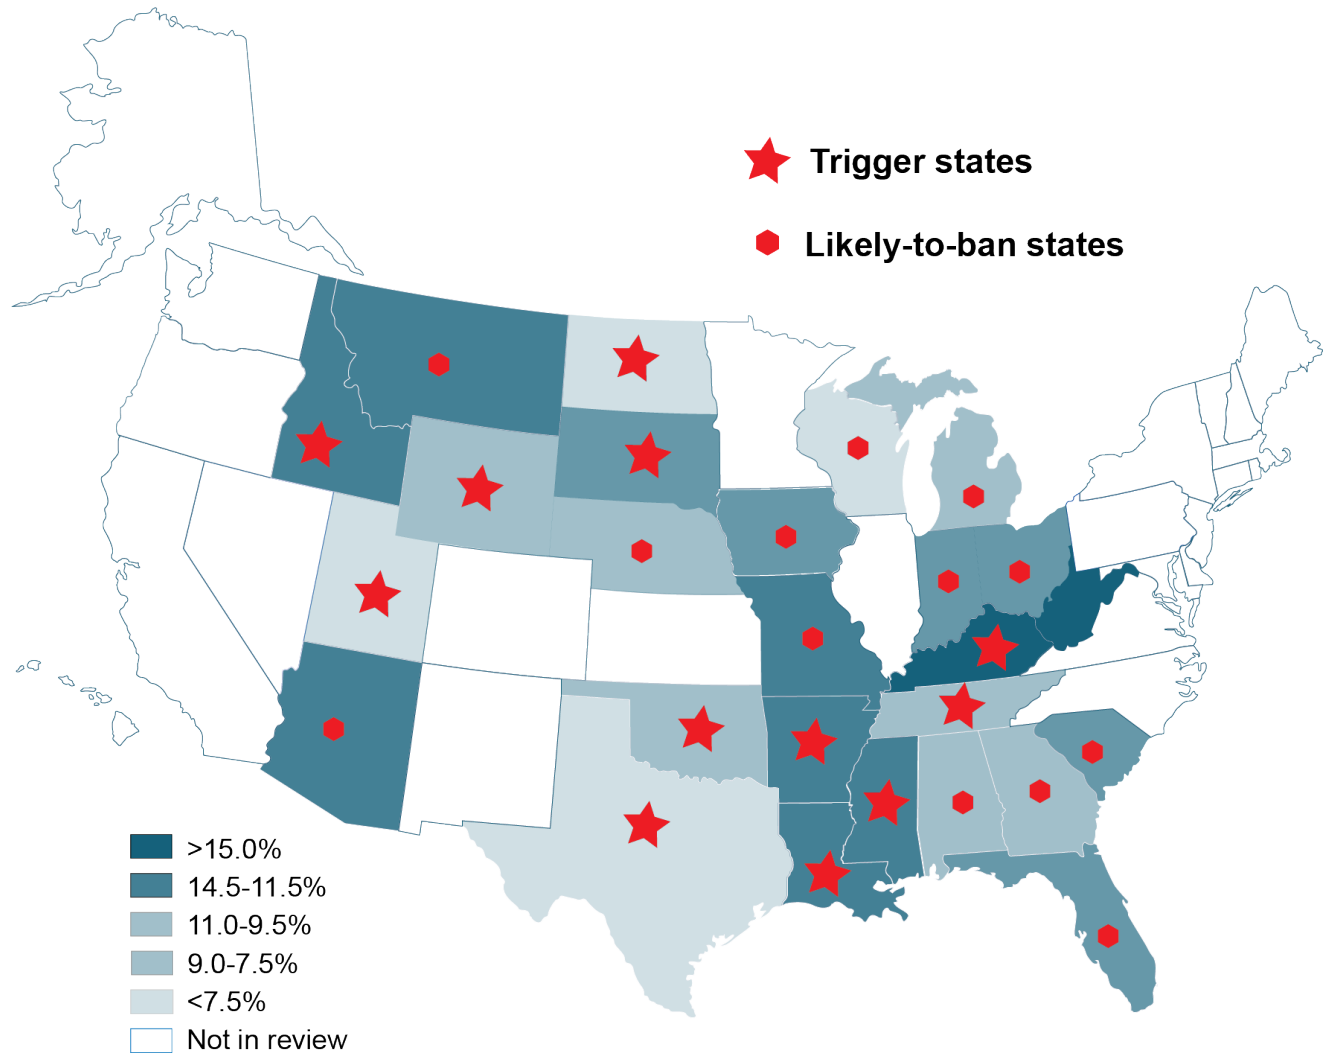 Trigger states
Likely-to-ban states
>15.0%
14.5-11.5%
11.0-9.5%
9.0-7.5%
<7.5%
Not in review